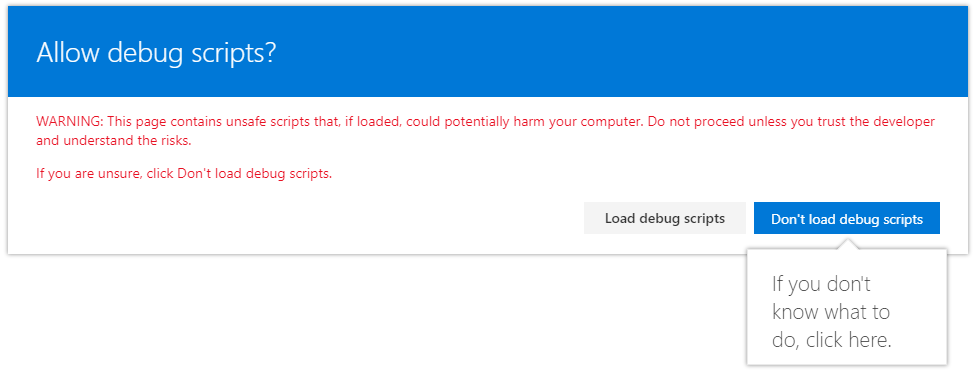 Allow debug scripts?
WARNING: This page contains unsafe scripts that, if loaded, could potentially harm your computer. Do not proceed unless you trust the developer
and understand the risks.
If you are unsure, click Don't load debug scripts.
Load debug scripts
Don't load debug scripts
If you don't
know what to
do, click here.